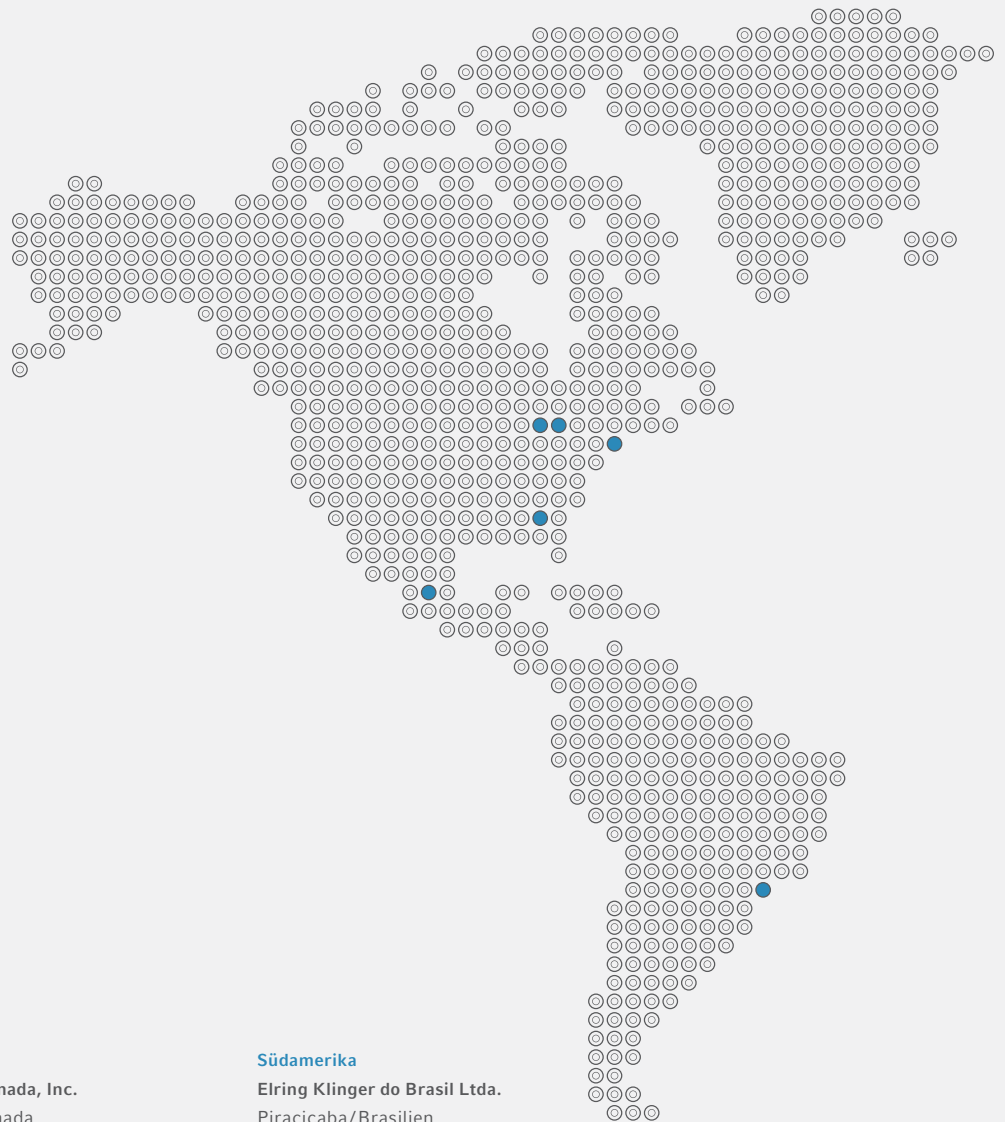 nada, Inc.
nada
Südamerika
Elring Klinger do Brasil Ltda.
Piracicaba/Brasilien